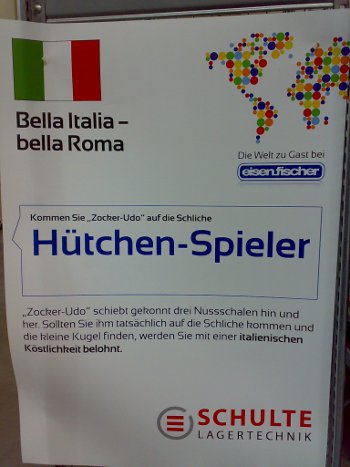 Bella Italia –
bella Roma
Die Welt zu Gast bei
eisen.fischer
Kommen Sie „Zocker-Udo" auf die Schliche
Hütchen-Spieler
„Zocker-Udo" schiebt gekonnt drei Nussschalen hin und
her. Sollten Sie ihm tatsächlich auf die Schliche kommen und
die kleine Kugel finden, werden Sie mit einer italienischen
Köstlichkeit belohnt.
SCHULTE
LAGERTECHNIK